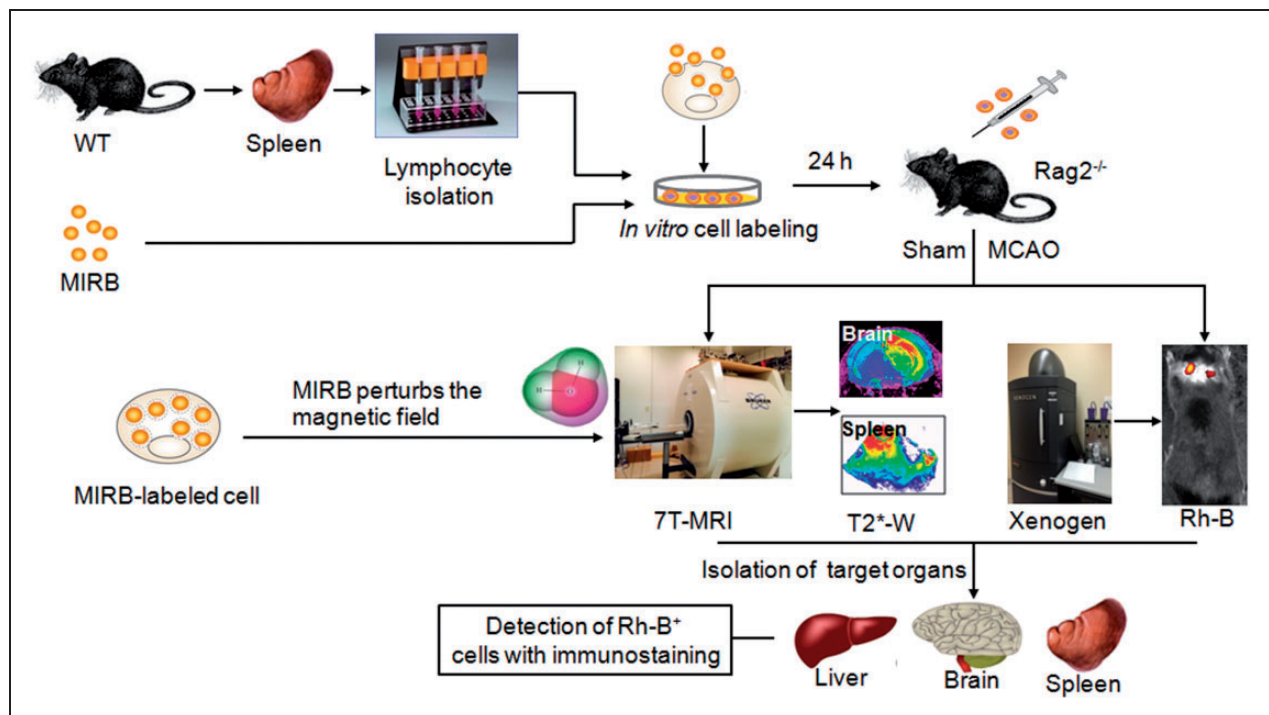 WT
Spleen
Lymphocyte
isolation
In vitro cell labeling
24 h
Rag2-/-
MIRB
Sham
MCAO
MIRB perturbs the
magnetic field
H
H
O
MIRB-labeled cell
BRUKER
Brain
Spleen
XENOGEN
7T-MRI
T2*-W
Xenogen
Rh-B
Isolation of target organs
Detection of Rh-B+
cells with immunostaining
Liver
Brain
Spleen